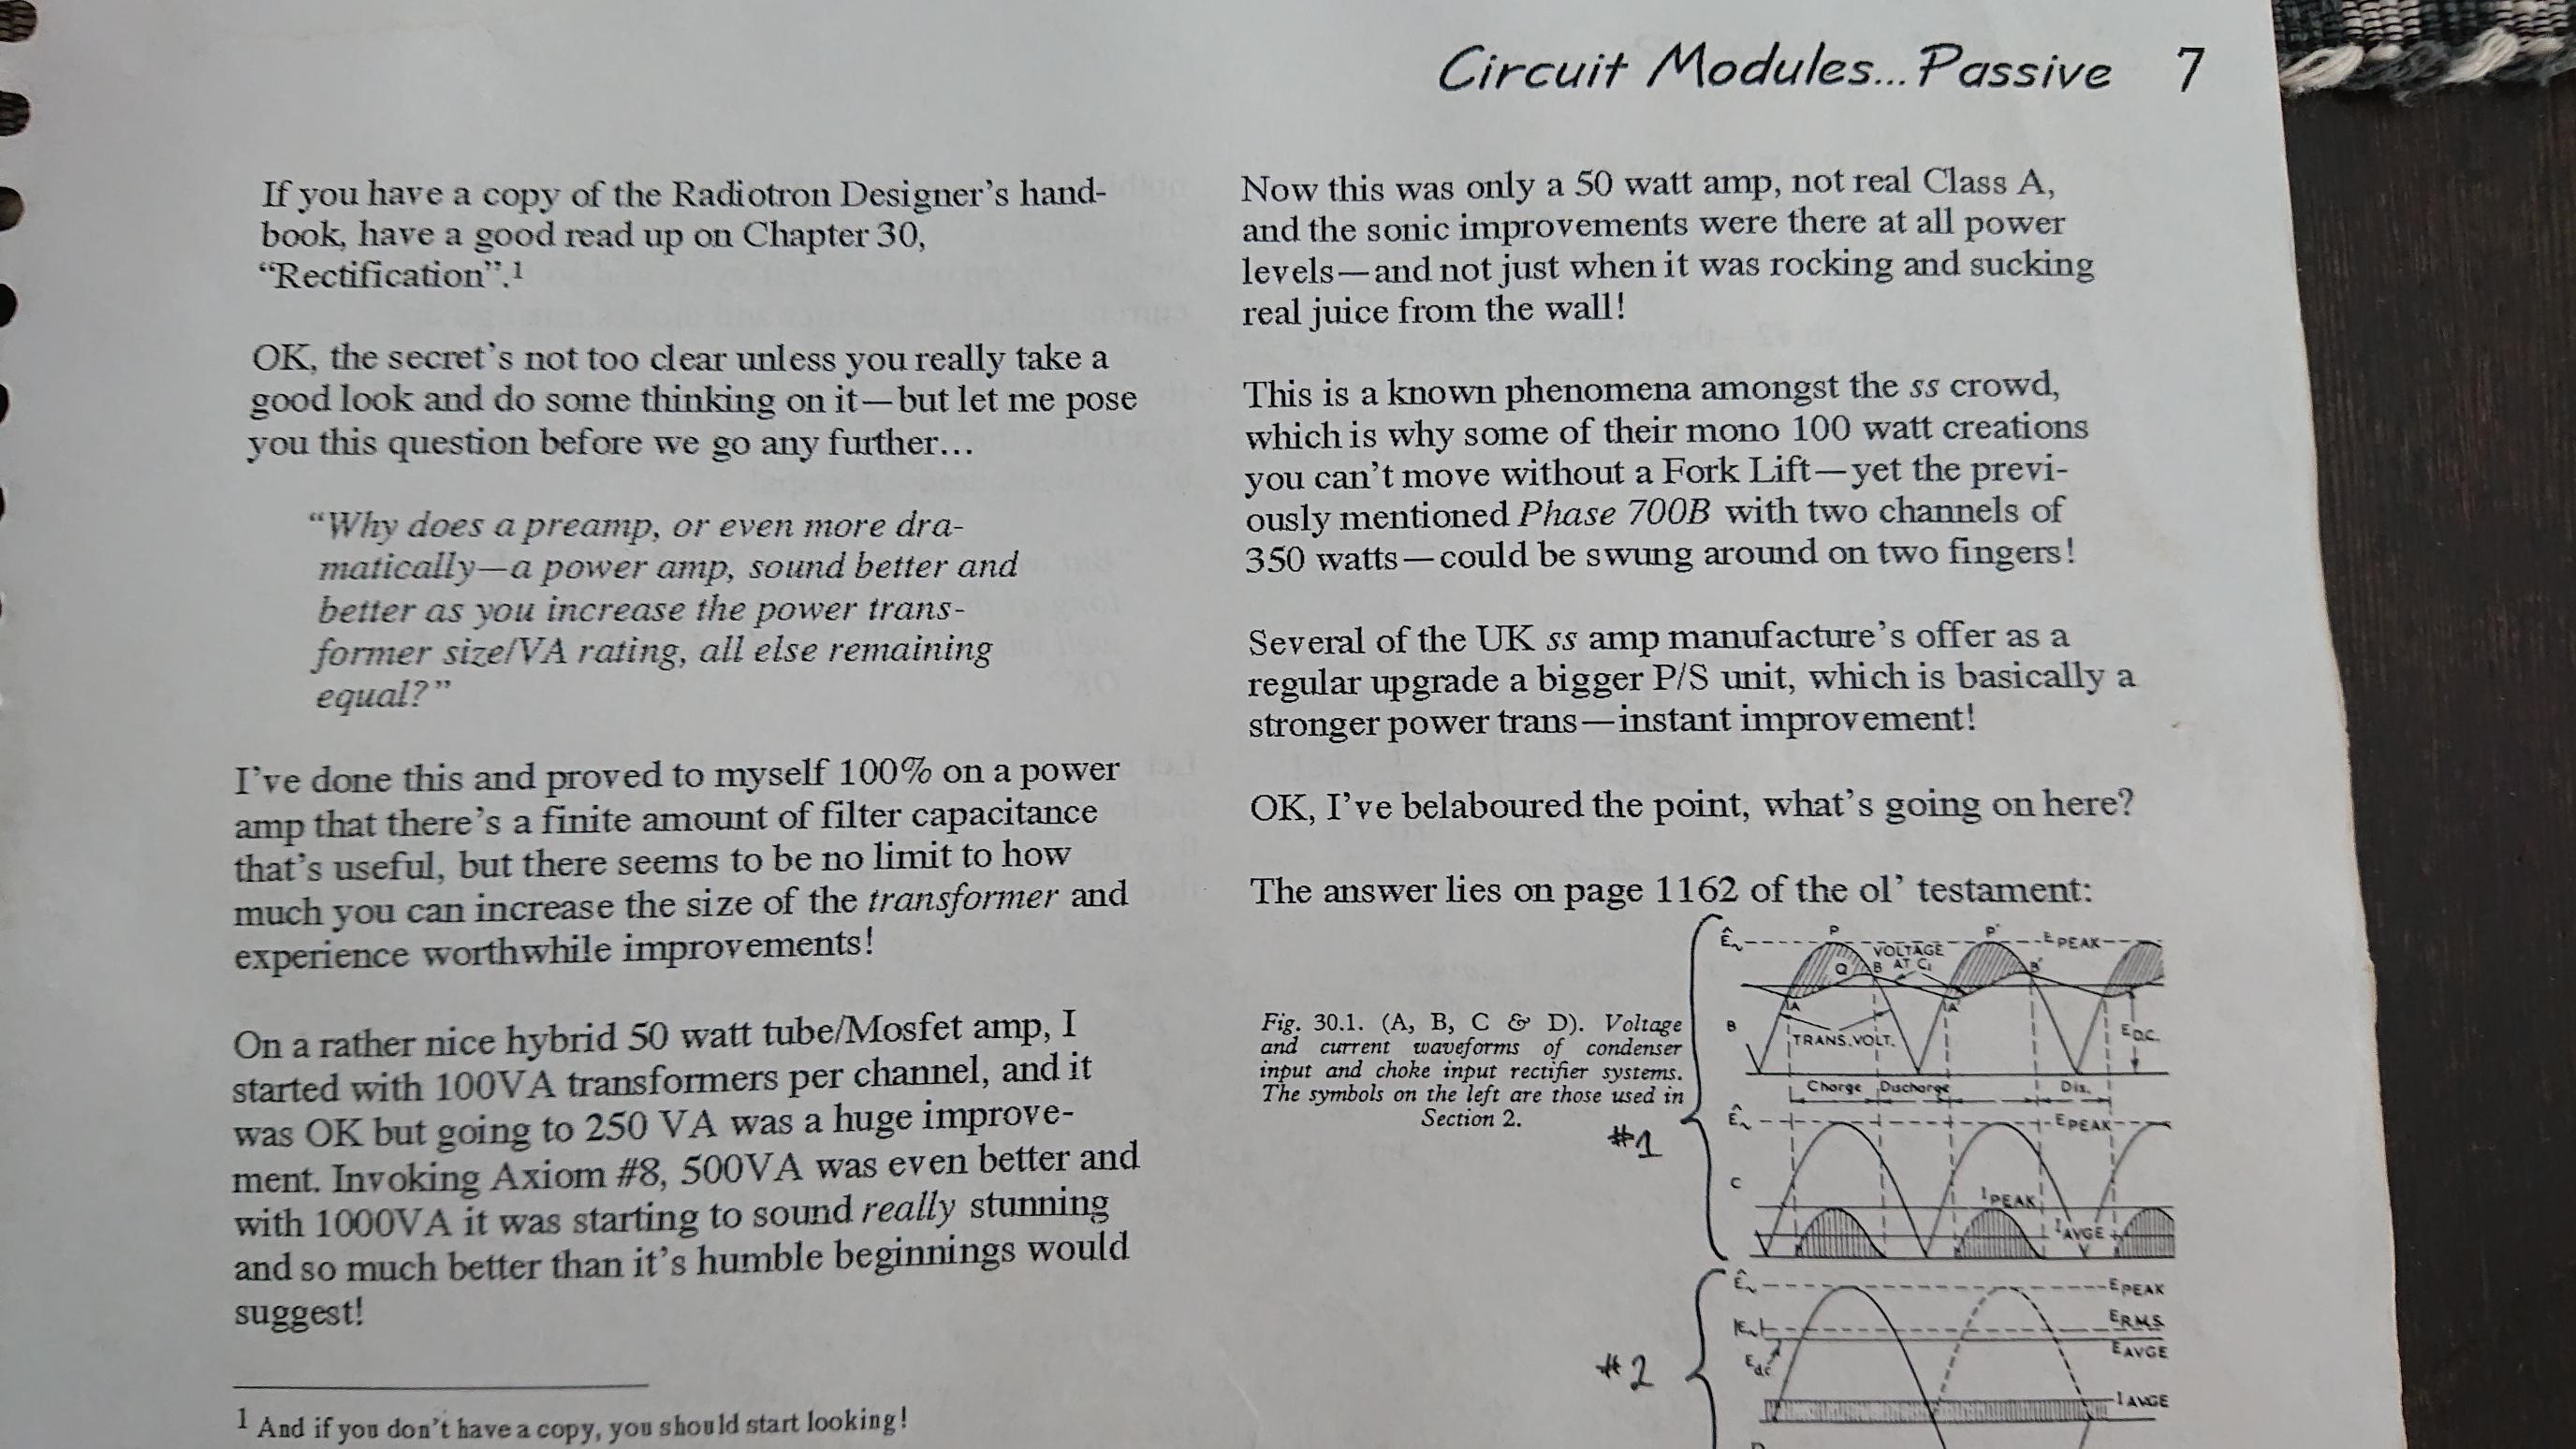 Circuit Modules...Passive 7
If you have a copy of the Radiotron Designer's hand-
book, have a good read up on Chapter 30,
“Rectification”.1
OK, the secret's not too clear unless you really take a
good look and do some thinking on it—but let me pose
you this question before we go any further...
“Why does a preamp, or even more dra-
matically—a power amp, sound better and
better as you increase the power trans-
former size/VA rating, all else remaining
equal?”
I've done this and proved to myself 100% on a power
amp that there's a finite amount of filter capacitance
that's useful, but there seems to be no limit to how
much you can increase the size of the transformer and
experience worthwhile improvements!
On a rather nice hybrid 50 watt tube/Mosfet amp, I
started with 100VA transformers per channel, and it
was OK but going to 250 VA was a huge improve-
ment. Invoking Axiom #8, 500VA was even better and
with 1000VA it was starting to sound really stunning
and so much better than it's humble beginnings would
suggest!
1 And if you don't have a copy, you should start looking!
Now this was only a 50 watt amp, not real Class A,
and the sonic improvements were there at all power
levels—and not just when it was rocking and sucking
real juice from the wall!
This is a known phenomena amongst the ss crowd,
which is why some of their mono 100 watt creations
you can't move without a Fork Lift—yet the previ-
ously mentioned Phase 700B with two channels of
350 watts—could be swung around on two fingers!
Several of the UK ss amp manufacture's offer as a
regular upgrade a bigger P/S unit, which is basically a
stronger power trans—instant improvement!
OK, I've belaboured the point, what's going on here?
The answer lies on page 1162 of the ol' testament:
Fig. 30.1. (A, B, C & D). Voltage
and current waveforms of condenser
input and choke input rectifier systems.
The symbols on the left are those used in
Section 2.
#1
Ê~ P P' E PEAK
VOLTAGE
Q B AT C1 B'
A A'
B
TRANS. VOLT. E D.C.
Charge Discharge Dis.
Ê~ E PEAK
C
I PEAK
I AVGE
#2
Ê~ E PEAK
|E~| E R.M.S.
Edc E AVGE
I AVGE